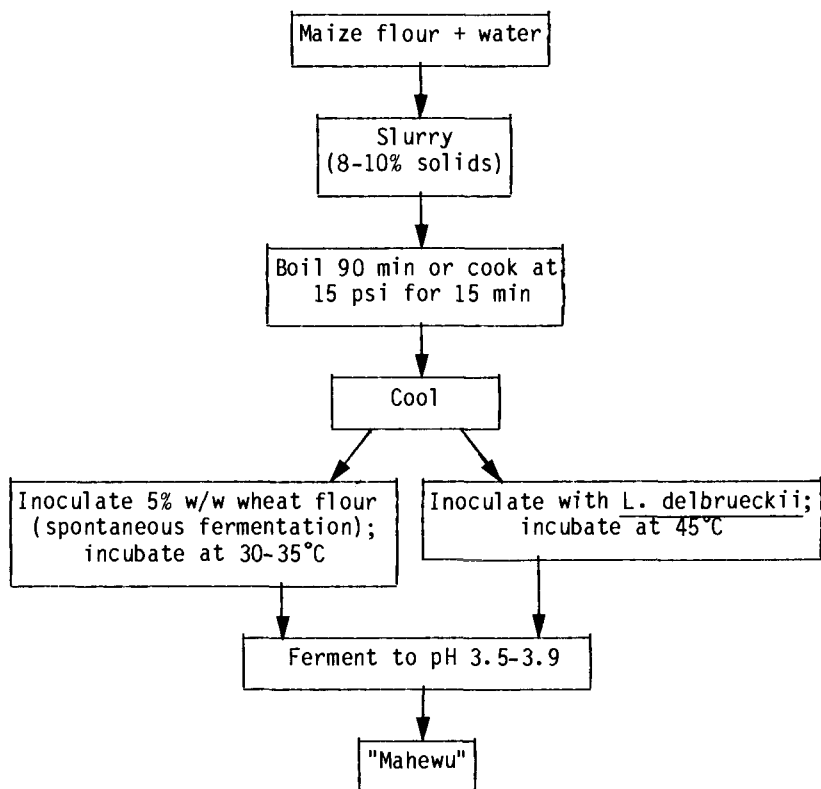 Maize flour + water
Slurry
(8-10% solids)
Boil 90 min or cook at
15 psi for 15 min
Cool
Inoculate 5% w/w wheat flour
(spontaneous fermentation);
incubate at 30-35°C
Inoculate with L. delbrueckii;
incubate at 45°C
Ferment to pH 3.5-3.9
"Mahewu"